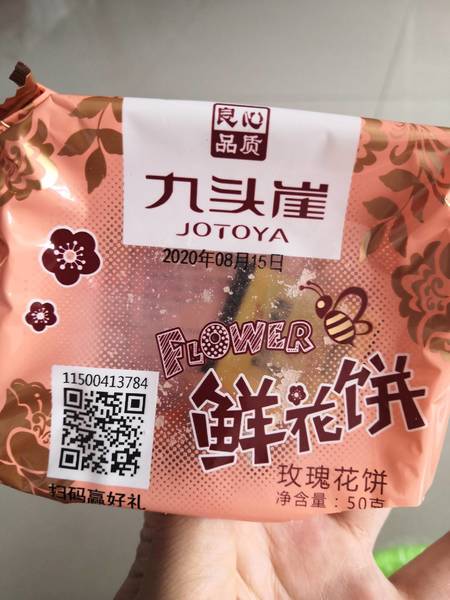 良心
品质
九头崖
JOTOYA
2020年08月15日
FLOWER
鲜花饼
11500413784
扫码赢好礼
玫瑰花饼
净含量：50克